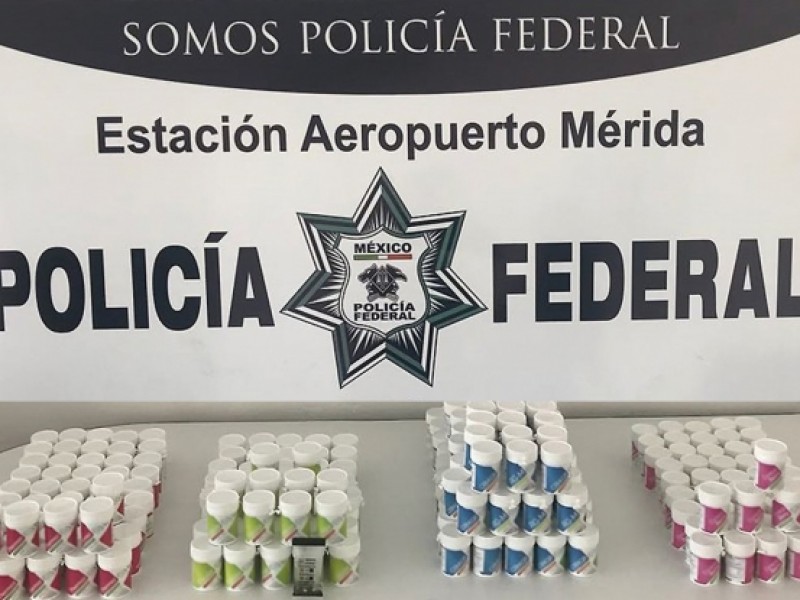 SOMOS POLICÍA FEDERAL
Estación Aeropuerto Mérida
POLICÍA FEDERAL
MÉXICO
POLICÍA
FEDERAL